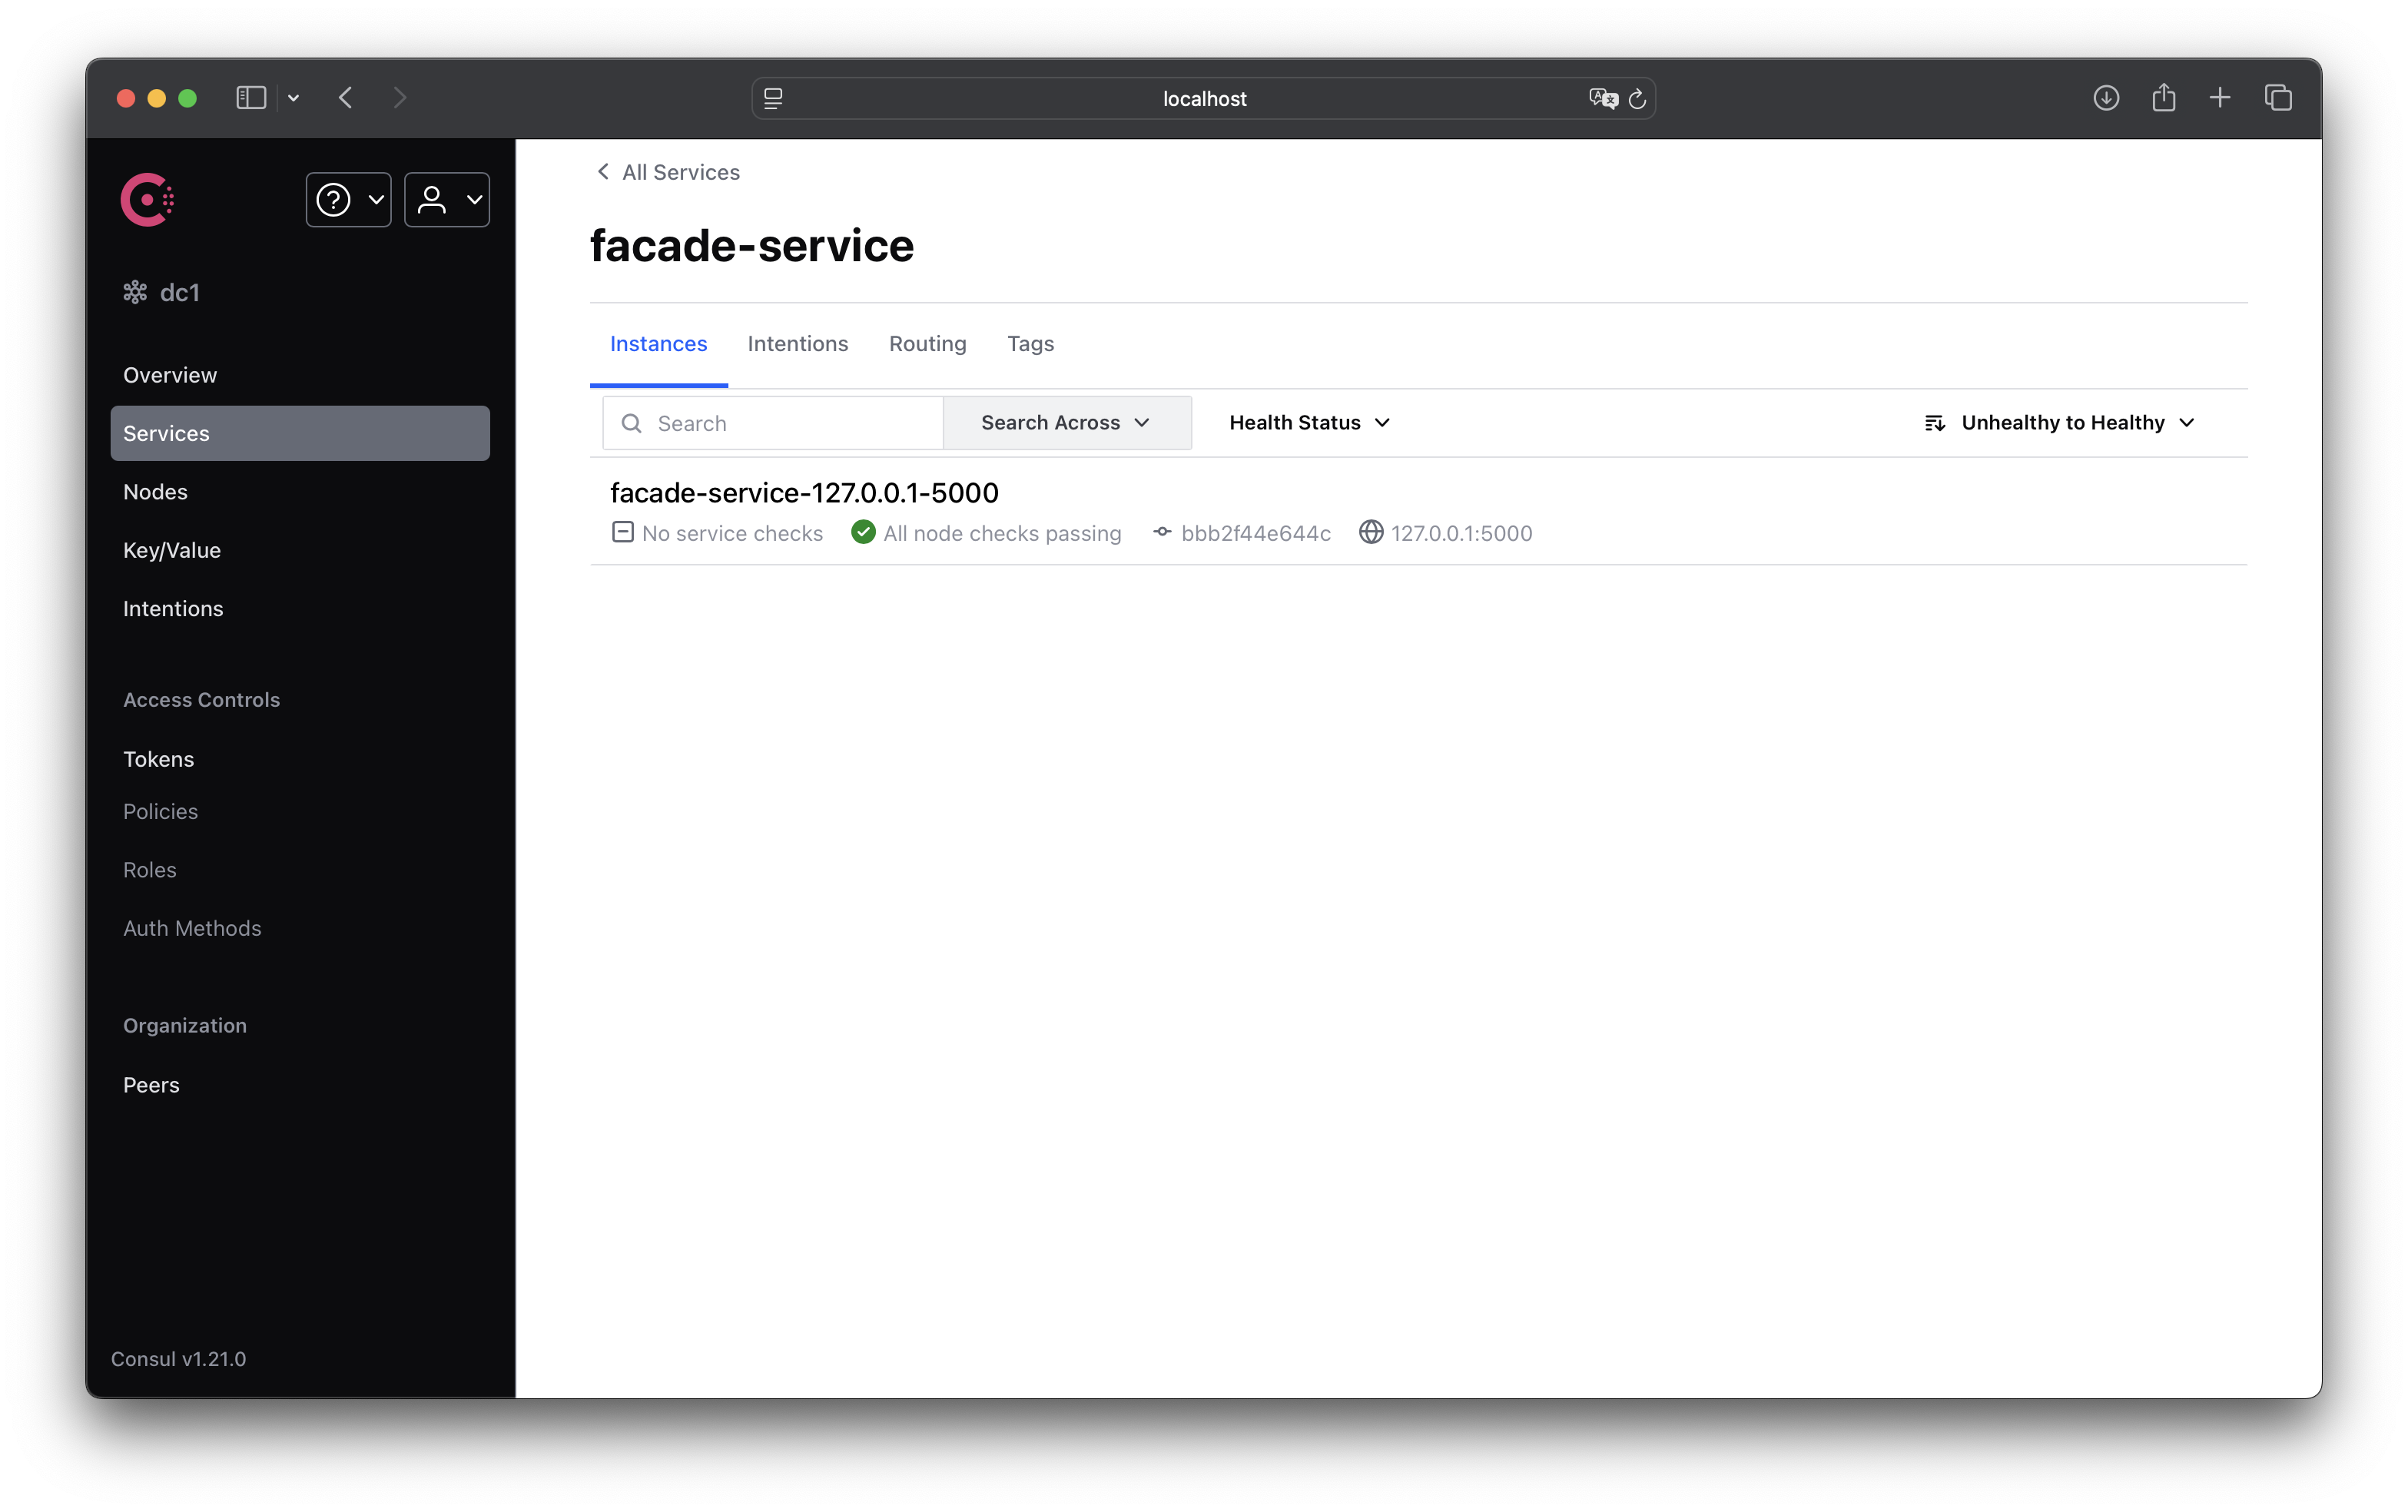 localhost
dc1
Overview
Services
Nodes
Key/Value
Intentions
Access Controls
Tokens
Policies
Roles
Auth Methods
Organization
Peers
Consul v1.21.0
All Services
facade-service
Instances Intentions Routing Tags
Search Search Across Health Status Unhealthy to Healthy
facade-service-127.0.0.1-5000
No service checks All node checks passing bbb2f44e644c 127.0.0.1:5000